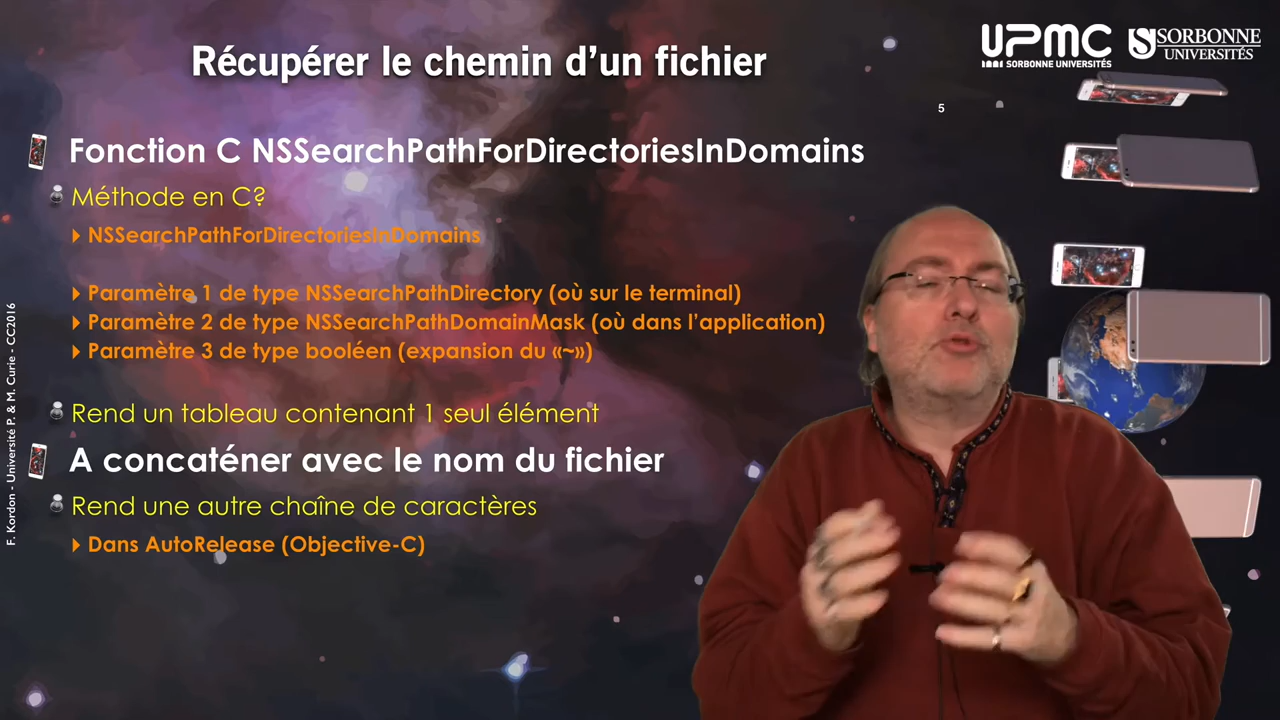 Récupérer le chemin d’un fichier
UPMC
SORBONNE UNIVERSITÉS
S SORBONNE
UNIVERSITÉS
5
Fonction C NSSearchPathForDirectoriesInDomains
Méthode en C?
NSSearchPathForDirectoriesInDomains
Paramètre 1 de type NSSearchPathDirectory (où sur le terminal)
Paramètre 2 de type NSSearchPathDomainMask (où dans l’application)
Paramètre 3 de type booléen (expansion du «~»)
Rend un tableau contenant 1 seul élément
A concaténer avec le nom du fichier
Rend une autre chaîne de caractères
Dans AutoRelease (Objective-C)
F. Kordon - Université P. & M. Curie - CC2016